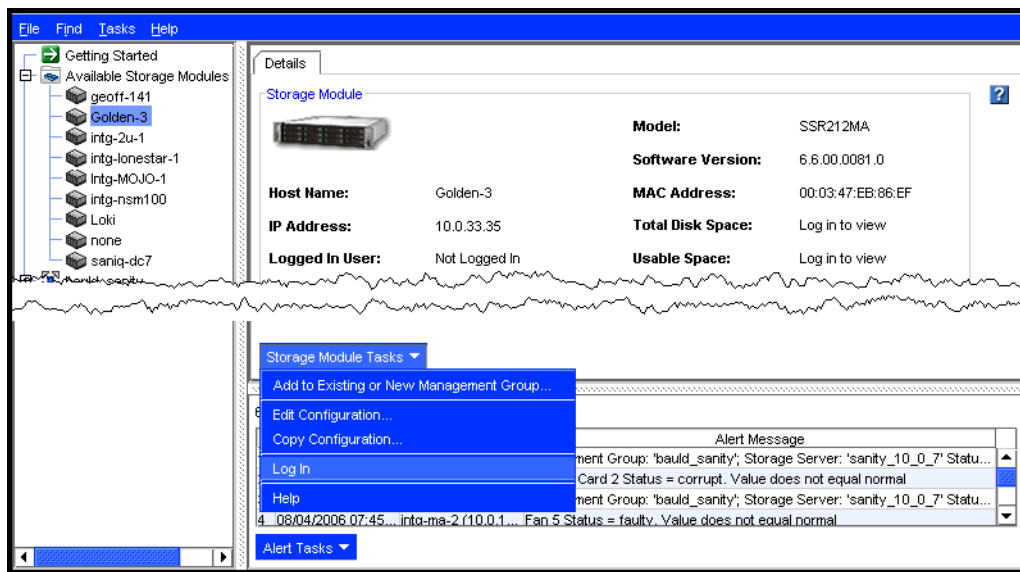 File Find Tasks Help
Getting Started
Available Storage Modules
geoff-141
Golden-3
intg-2u-1
intg-lonestar-1
Intg-MOJO-1
intg-nsm100
Loki
none
saniq-dc7
Details
Storage Module
Model: SSR212MA
Software Version: 6.6.00.0081.0
Host Name: Golden-3 MAC Address: 00:03:47:EB:86:EF
IP Address: 10.0.33.35 Total Disk Space: Log in to view
Logged In User: Not Logged In Usable Space: Log in to view
Storage Module Tasks
Add to Existing or New Management Group...
Edit Configuration...
Copy Configuration...
Log In
Help
6
Alert Message
ment Group: 'bauld_sanity'; Storage Server: 'sanity_10_0_7' Statu...
Card 2 Status = corrupt. Value does not equal normal
ment Group: 'bauld_sanity'; Storage Server: 'sanity_10_0_7' Statu...
4 08/04/2006 07:45... intg-ma-2 (10.0.1... Fan 5 Status = faulty. Value does not equal normal
Alert Tasks